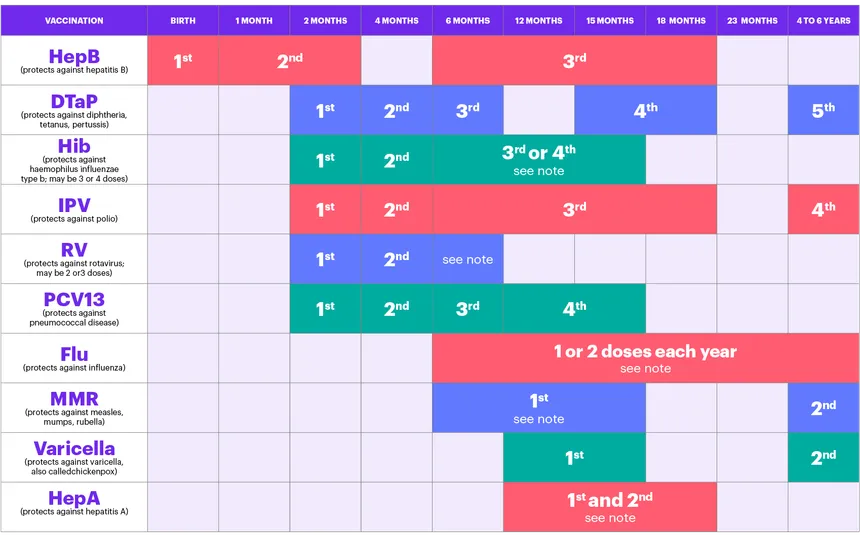 VACCINATION BIRTH 1 MONTH 2 MONTHS 4 MONTHS 6 MONTHS 12 MONTHS 15 MONTHS 18 MONTHS 23 MONTHS 4 TO 6 YEARS
HepB
(protects against hepatitis B)
1st 2nd 3rd
DTaP
(protects against diphtheria,
tetanus, pertussis)
1st 2nd 3rd 4th 5th
Hib
(protects against
haemophilus influenzae
type b; may be 3 or 4 doses)
1st 2nd 3rd or 4th
see note
IPV
(protects against polio)
1st 2nd 3rd 4th
RV
(protects against rotavirus;
may be 2 or3 doses)
1st 2nd see note
PCV13
(protects against
pneumococcal disease)
1st 2nd 3rd 4th
Flu
(protects against influenza)
1 or 2 doses each year
see note
MMR
(protects against measles,
mumps, rubella)
1st
see note
2nd
Varicella
(protects against varicella,
also calledchickenpox)
1st 2nd
HepA
(protects against hepatitis A)
1st and 2nd
see note